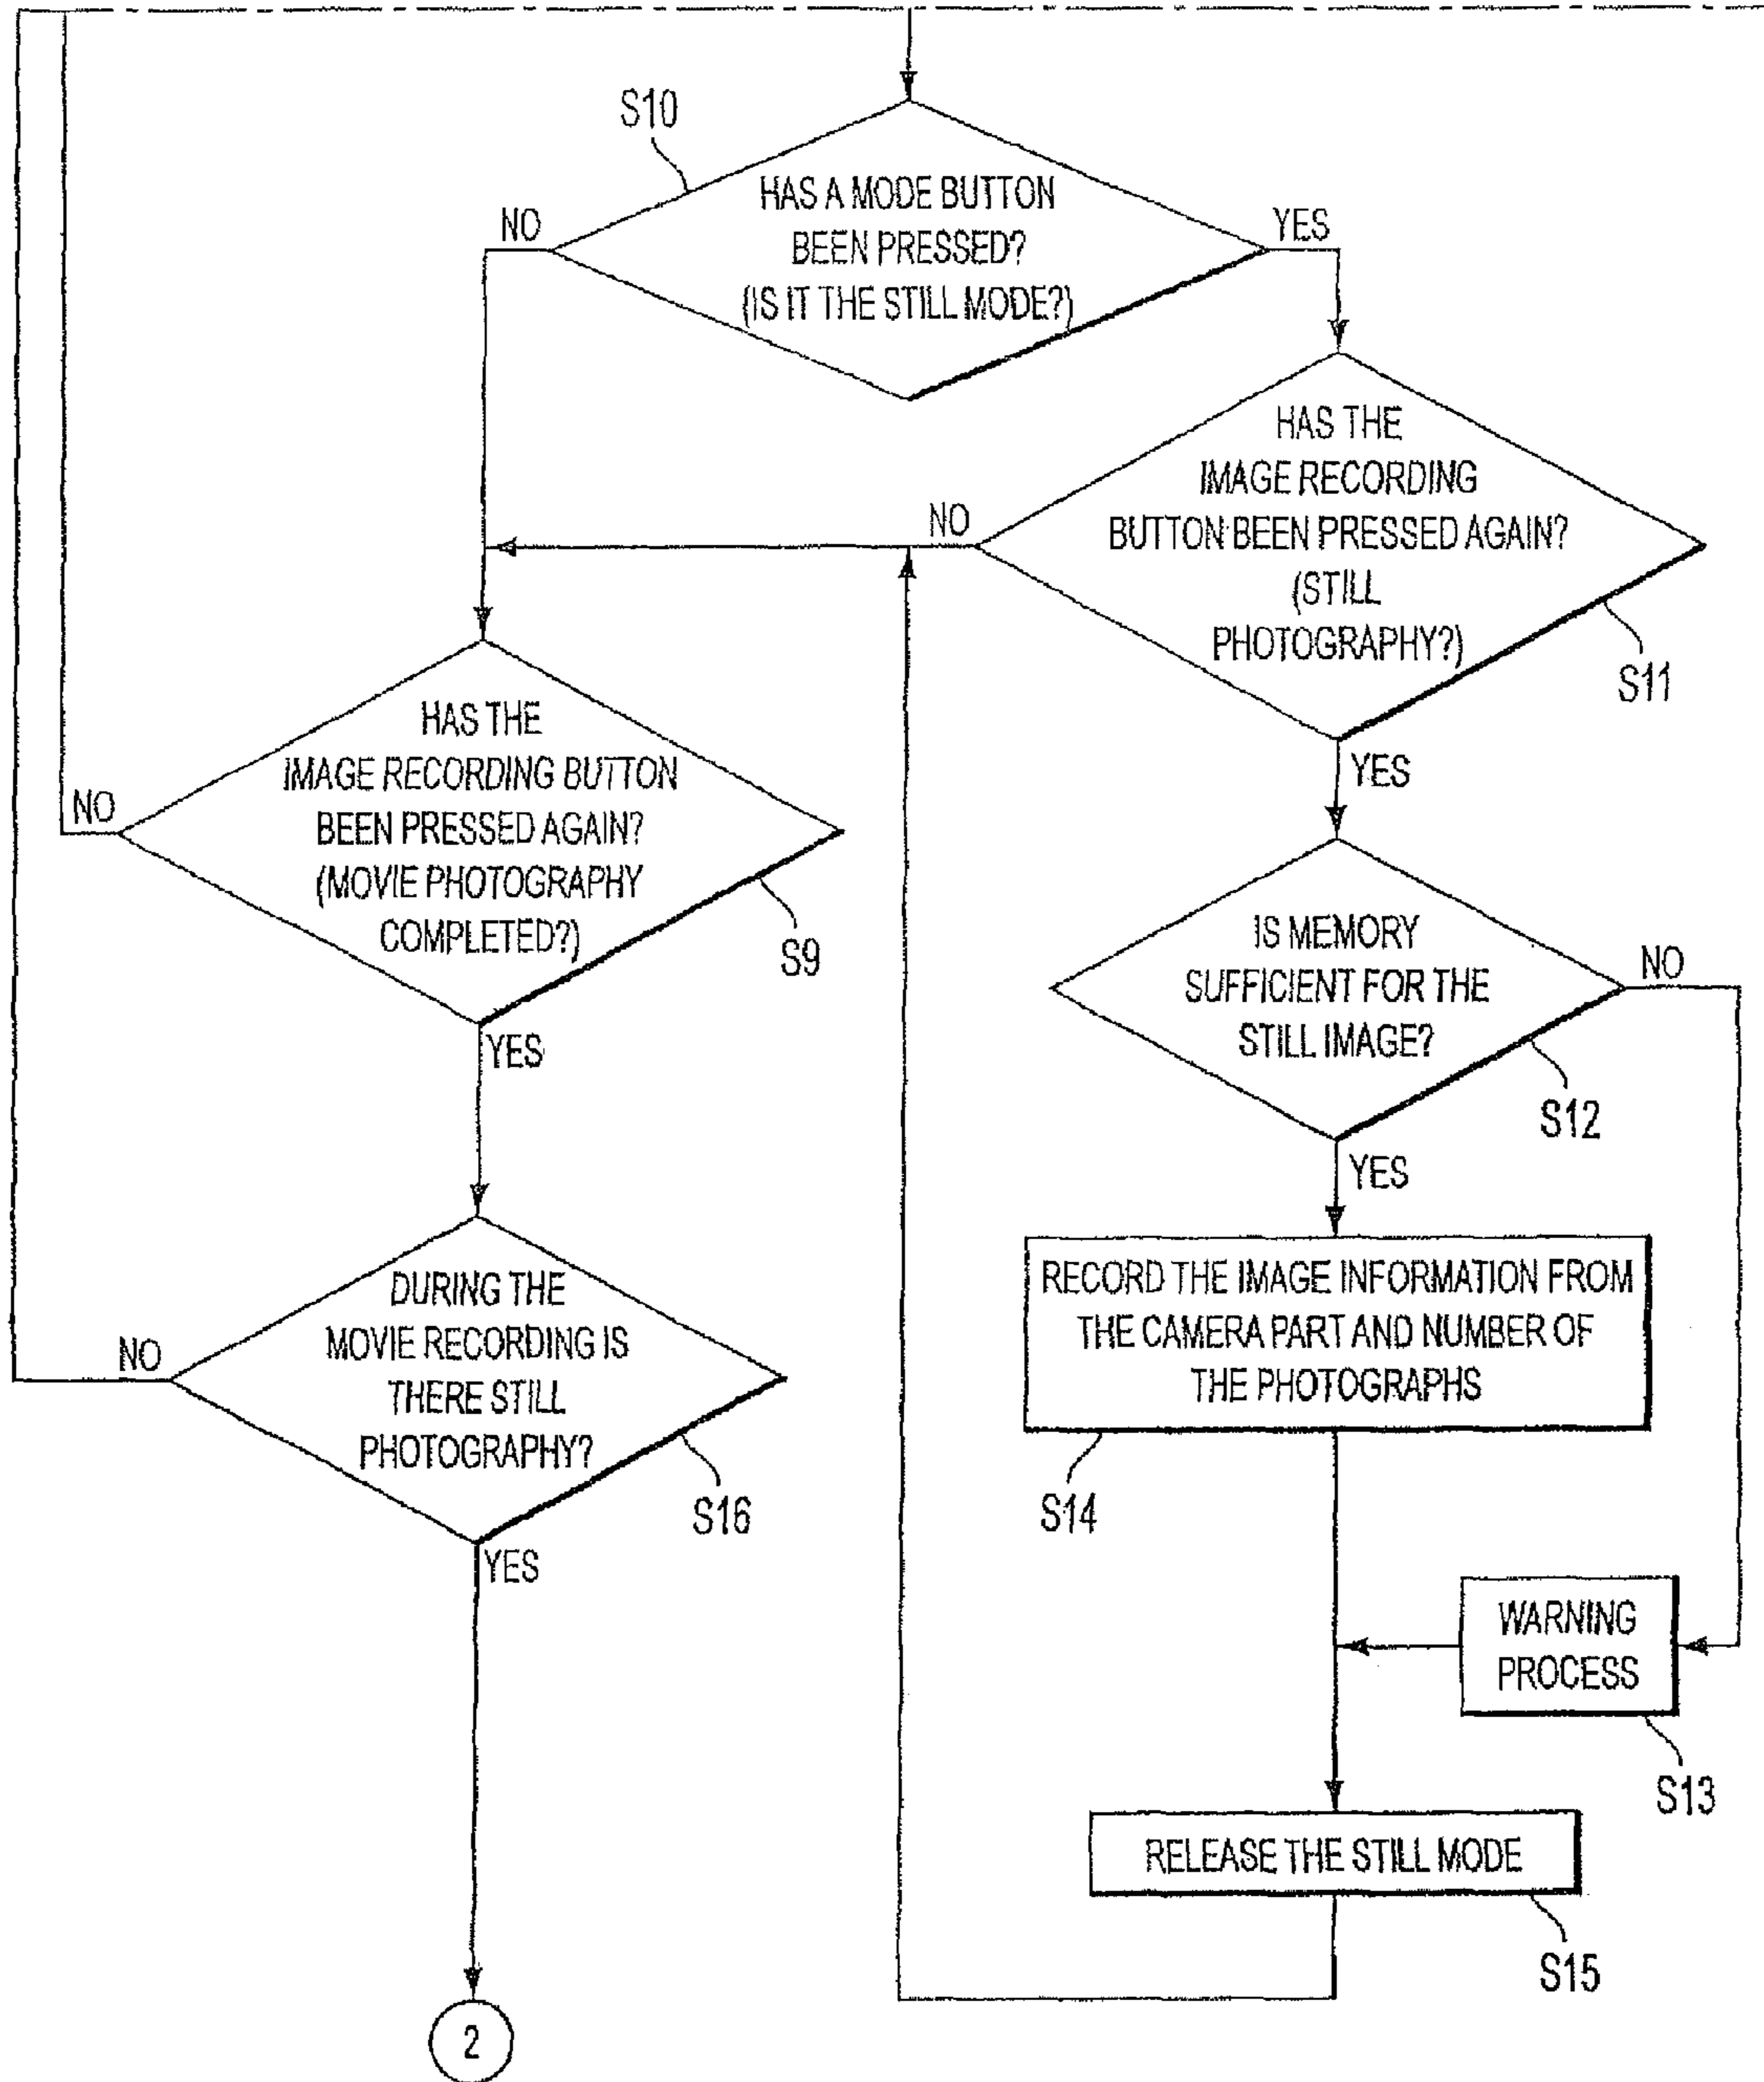 S10
HAS A MODE BUTTON
BEEN PRESSED?
(IS IT THE STILL MODE?)
NO
YES
HAS THE
IMAGE RECORDING
BUTTON BEEN PRESSED AGAIN?
(STILL
PHOTOGRAPHY?)
NO
S11
YES
HAS THE
IMAGE RECORDING BUTTON
BEEN PRESSED AGAIN?
(MOVIE PHOTOGRAPHY
COMPLETED?)
NO
S9
YES
IS MEMORY
SUFFICIENT FOR THE
STILL IMAGE?
NO
S12
YES
DURING THE
MOVIE RECORDING IS
THERE STILL
PHOTOGRAPHY?
NO
S16
YES
RECORD THE IMAGE INFORMATION FROM
THE CAMERA PART AND NUMBER OF
THE PHOTOGRAPHS
S14
WARNING
PROCESS
S13
RELEASE THE STILL MODE
S15
2